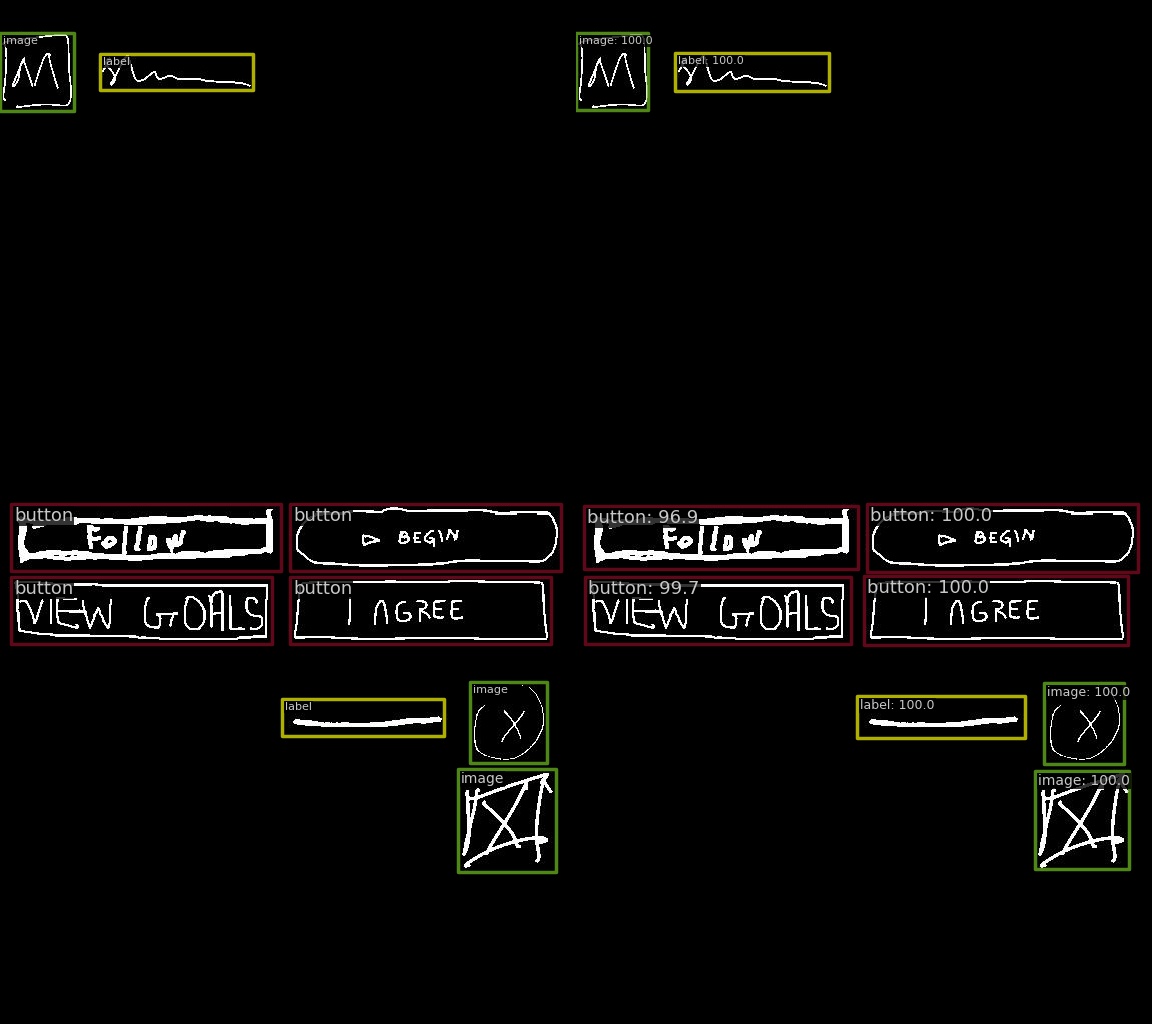 image image: 100.0
M M
label label: 100.0
button button button: 96.9 button: 100.0
Follow ▷ BEGIN Follow ▷ BEGIN
button button button: 99.7 button: 100.0
VIEW GOALS I AGREE VIEW GOALS I AGREE
image image: 100.0
label label: 100.0
X X
image image: 100.0